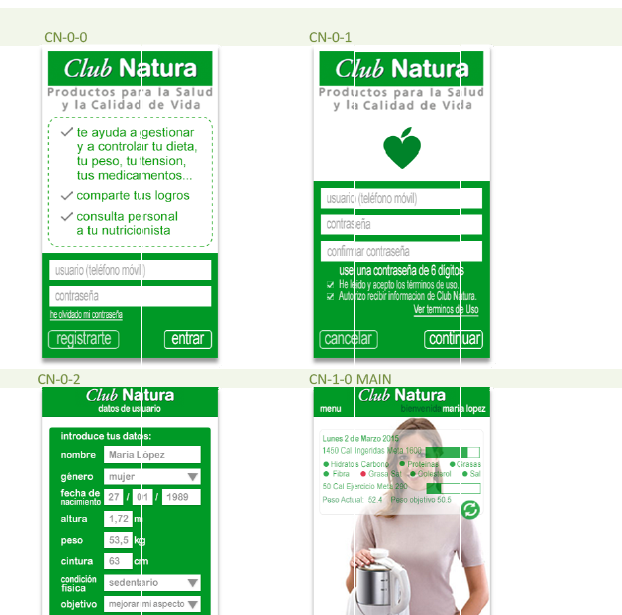 CN-0-0
Club Natura
Productos para la Salud
y la Calidad de Vida
te ayuda a gestionar
y a controlar tu dieta,
tu peso, tu tension,
tus medicamentos...
comparte tus logros
consulta personal
a tu nutricionista
usuario (teléfono móvil)
contraseña
he olvidado mi contraseña
registrarte
entrar
CN-0-1
Club Natura
Productos para la Salud
y la Calidad de Vida
usuario (teléfono móvil)
contraseña
confirmar contraseña
use una contraseña de 6 digitos
He leido y acepto los términos de uso.
Autorizo recibir informacion de Club Natura.
Ver terminos de Uso
cancelar
continuar
CN-0-2
Club Natura
datos de usuario
introduce tus datos:
nombre María López
gènero mujer
fecha de nacimiento 27 / 01 / 1989
altura 1,72 m
peso 53,5 kg
cintura 63 cm
condición física sedentario
objetivo mejorar mi aspecto
CN-1-0 MAIN
Club Natura
menu bienvenida maria lopez
Lunes 2 de Marzo 2015
1450 Cal Ingeridas Meta 1600
Hidratos Carbono Proteinas Grasas
Fibra Grasa Sat Colesterol Sal
50 Cal Ejercicio Meta 200
Peso Actual 52.4 Peso objetivo 50.5